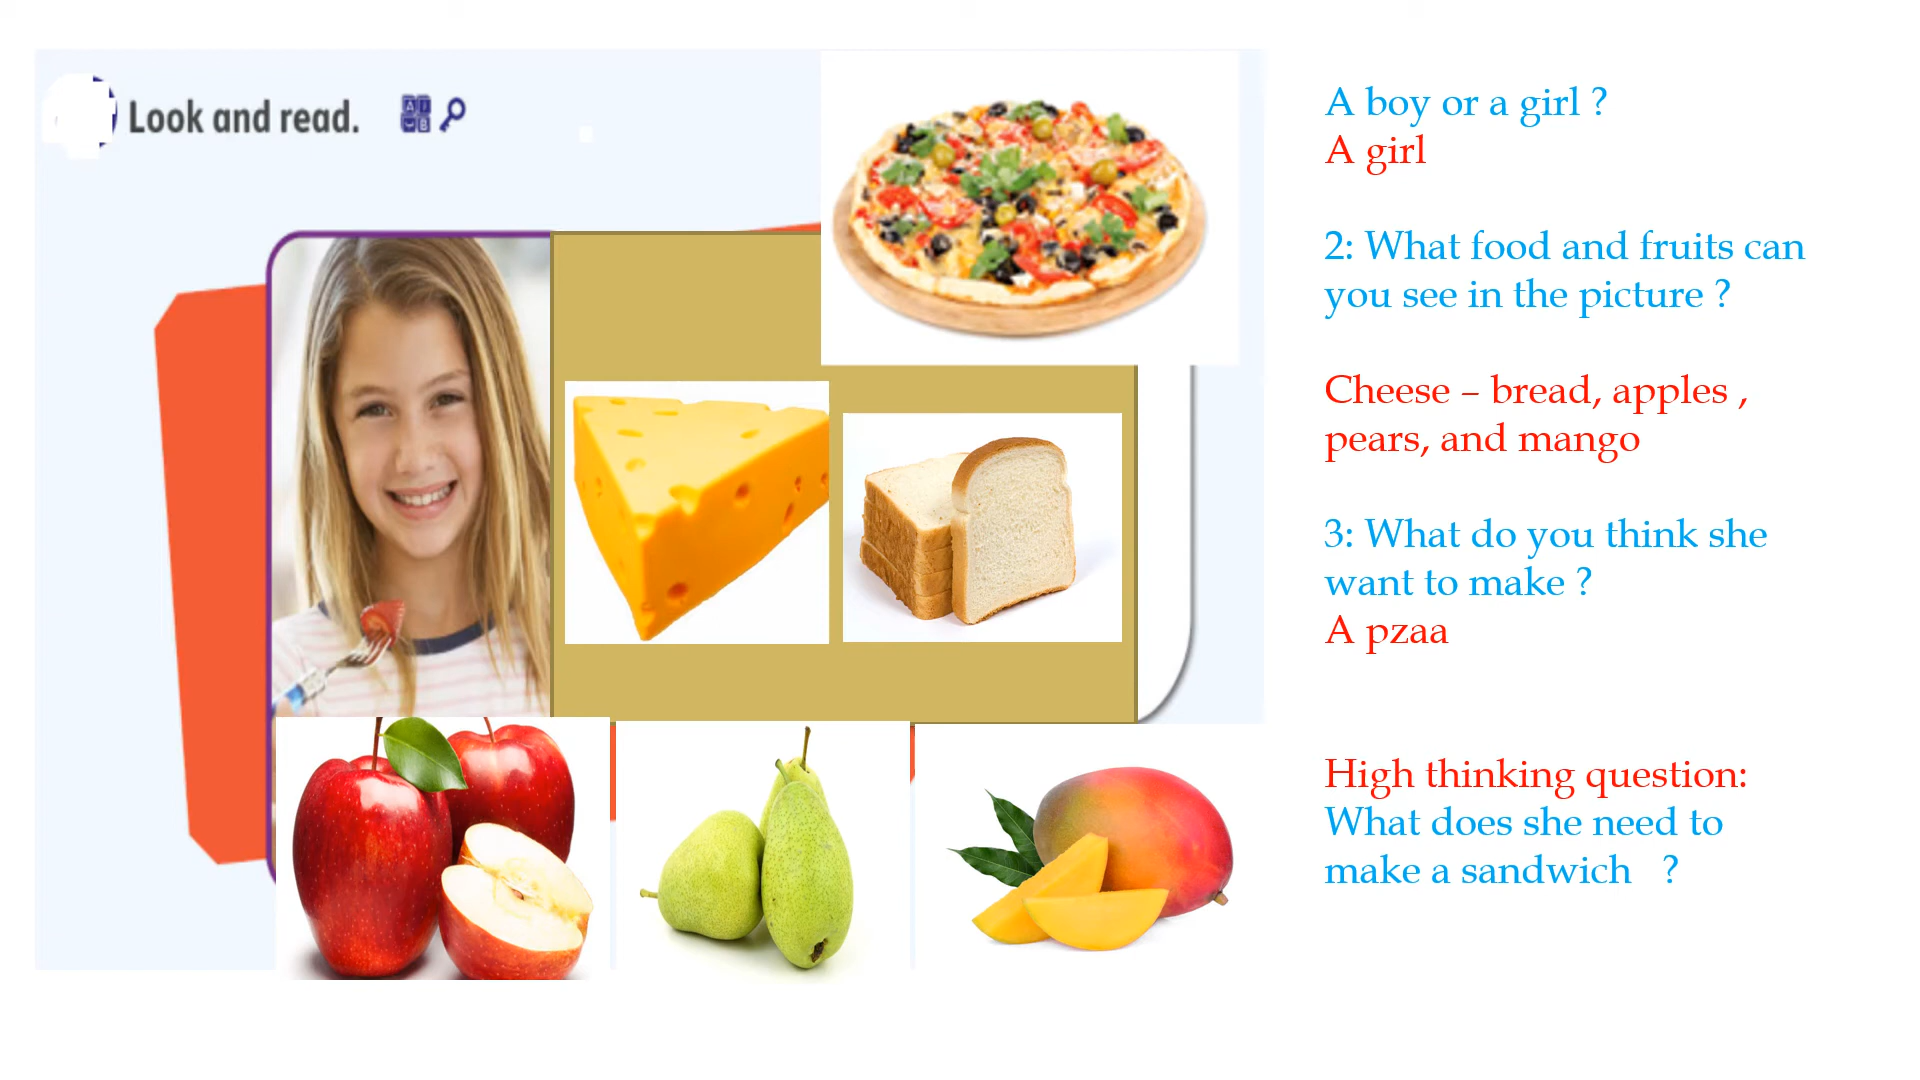 Look and read.
A boy or a girl ?
A girl
2: What food and fruits can
you see in the picture ?
Cheese – bread, apples ,
pears, and mango
3: What do you think she
want to make ?
A pzaa
High thinking question:
What does she need to
make a sandwich   ?